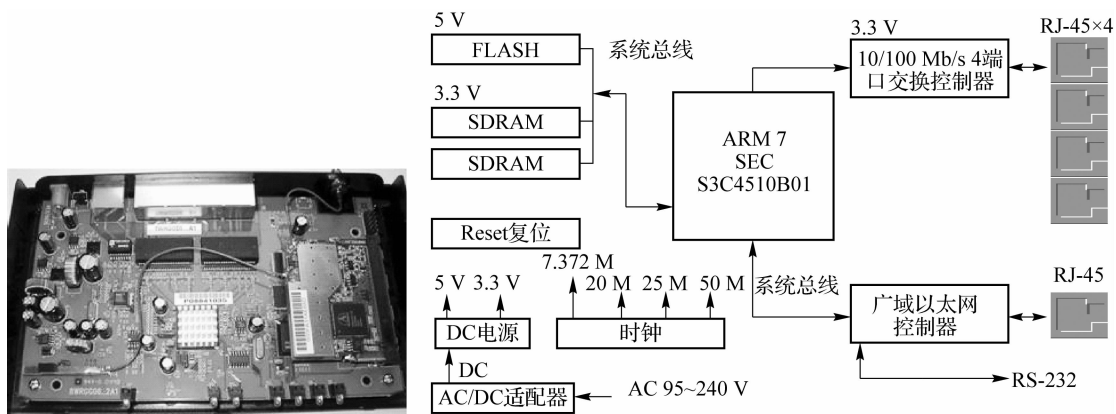 5 V
FLASH
系统总线
3.3 V
SDRAM
SDRAM
Reset复位
7.372 M
20 M
25 M
50 M
5 V
3.3 V
DC电源
时钟
DC
AC/DC适配器
AC 95~240 V
ARM 7
SEC
S3C4510B01
系统总线
3.3 V
10/100 Mb/s 4端
口交换控制器
RJ-45×4
广域以太网
控制器
RJ-45
RS-232